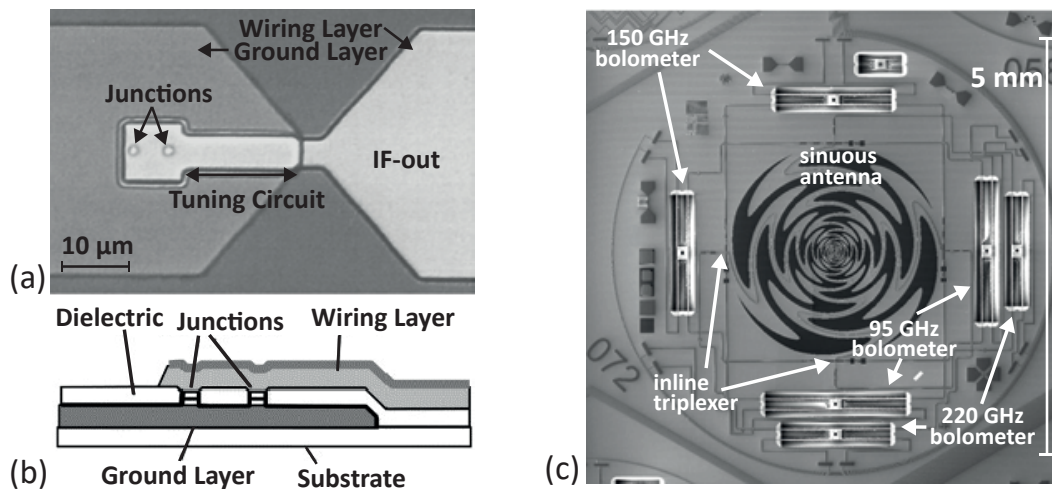 Wiring Layer
Ground Layer
Junctions
IF-out
Tuning Circuit
10 µm
(a)
Dielectric
Junctions
Wiring Layer
(b)
Ground Layer
Substrate
150 GHz
bolometer
5 mm
sinuous
antenna
95 GHz
bolometer
072
inline
triplexer
220 GHz
bolometer
(c)